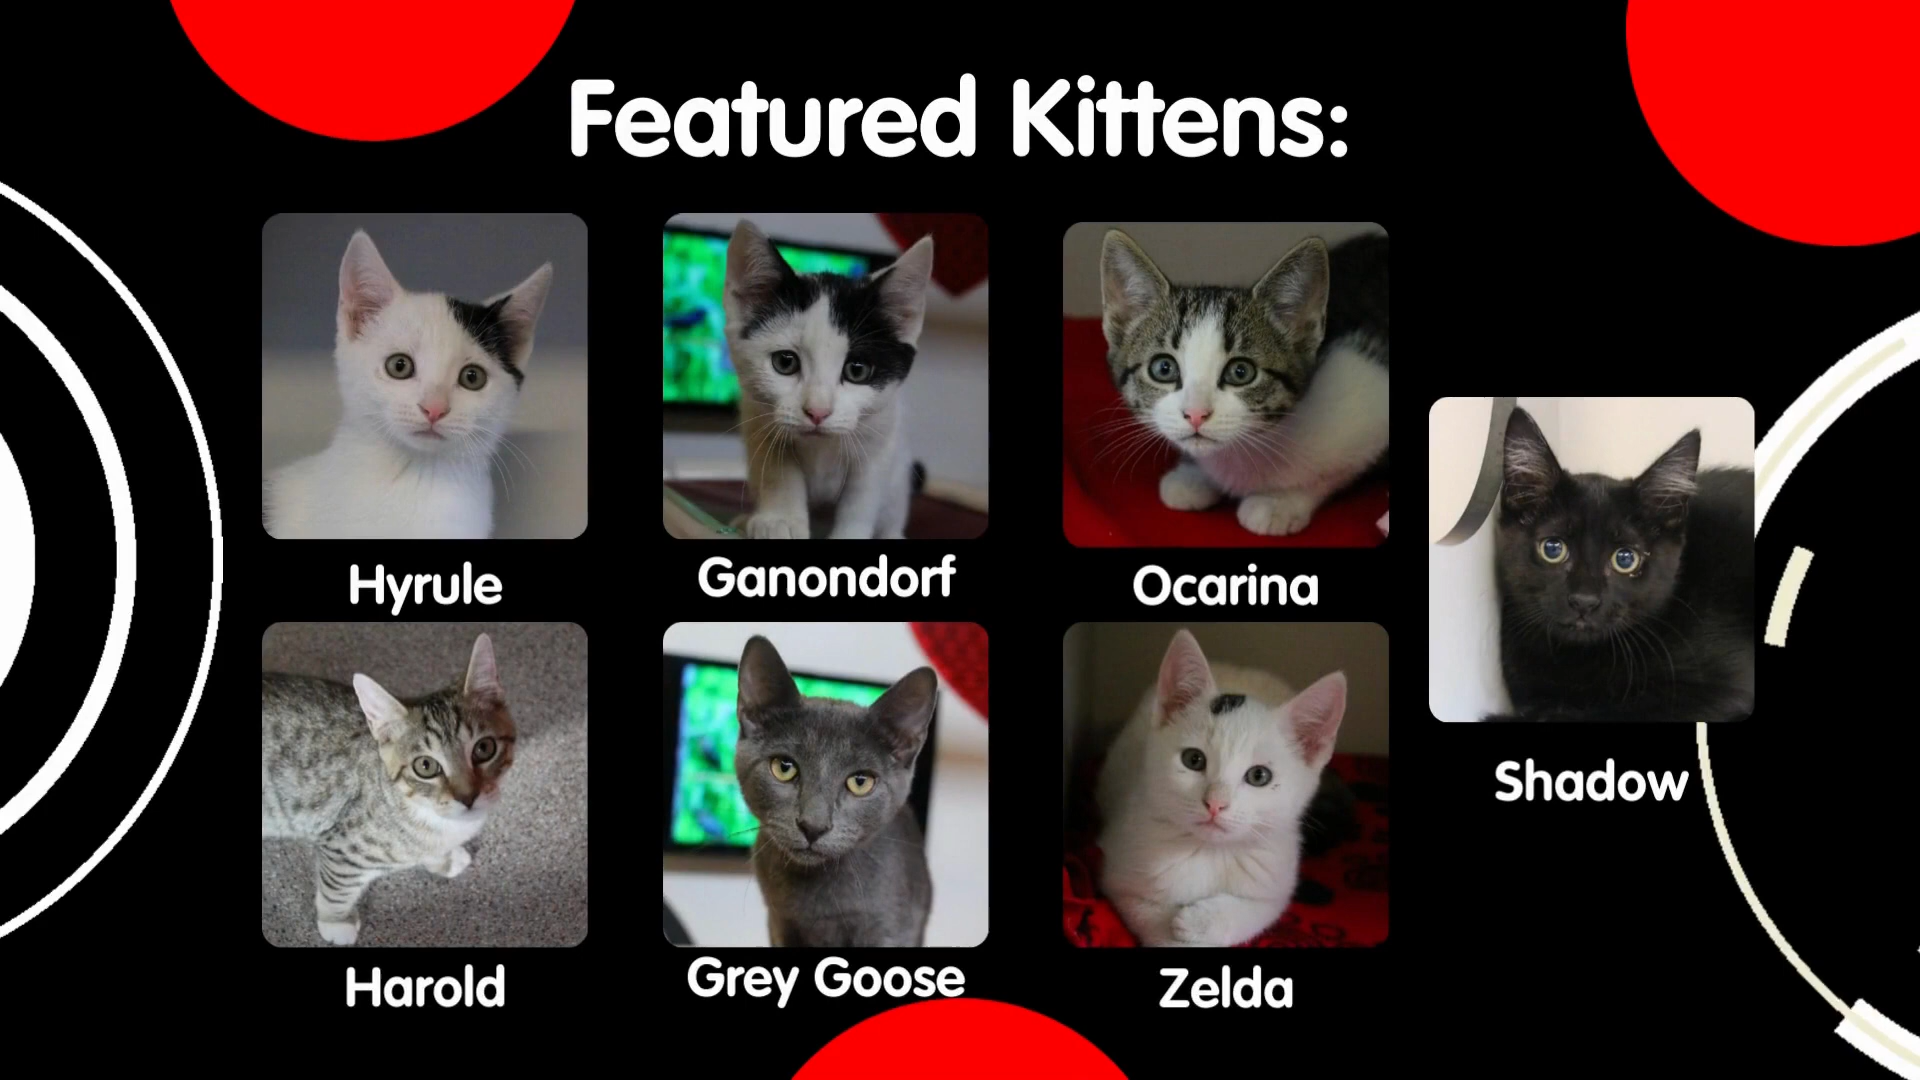 Featured Kittens:
Hyrule
Ganondorf
Ocarina
Shadow
Harold
Grey Goose
Zelda